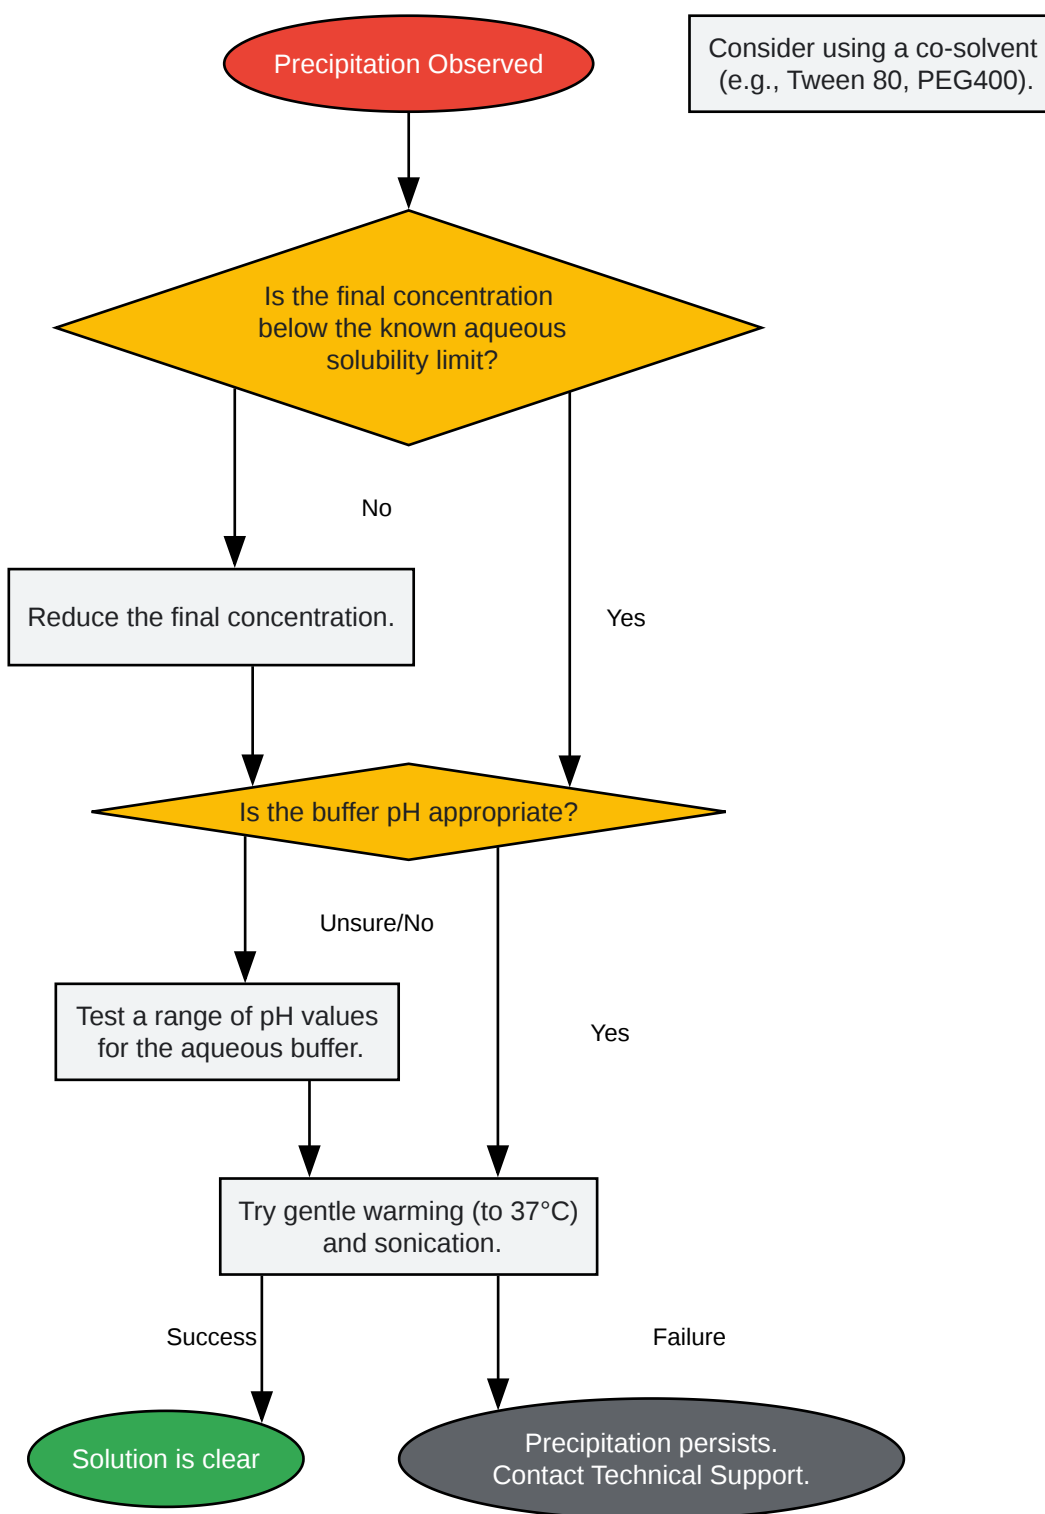 Precipitation Observed
Consider using a co-solvent
(e.g., Tween 80, PEG400).
Is the final concentration
below the known aqueous
solubility limit?
No
Reduce the final concentration.
Yes
Is the buffer pH appropriate?
Unsure/No
Test a range of pH values
for the aqueous buffer.
Yes
Try gentle warming (to 37°C)
and sonication.
Success
Failure
Solution is clear
Precipitation persists.
Contact Technical Support.